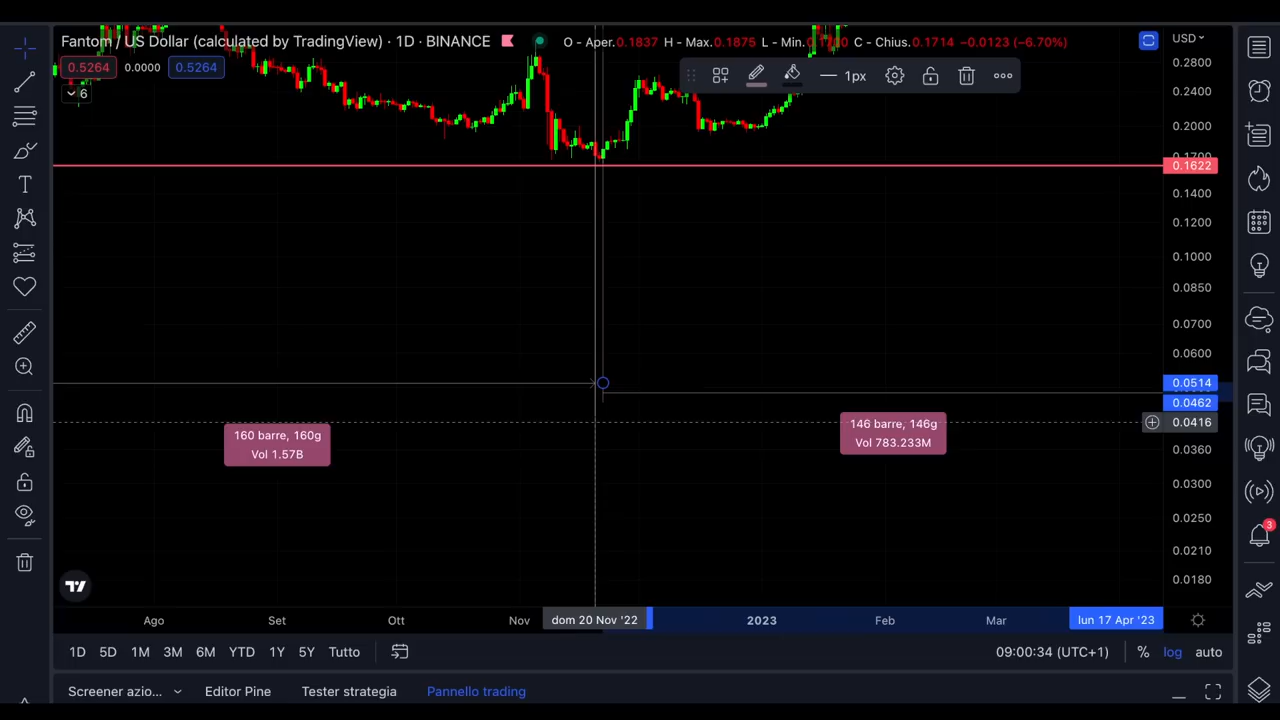 Fantom / US Dollar (calculated by TradingView) · 1D · BINANCE
O - Aper.0.1837 H - Max.0.1875 L - Min. C - Chius.0.1714 −0.0123 (−6.70%)
USD
0.5264 0.0000 0.5264
6
1px
0.2800
0.2400
0.2000
0.1700
0.1622
0.1400
0.1200
0.1000
0.0850
0.0700
0.0600
0.0514
0.0462
0.0416
0.0360
0.0300
0.0250
0.0210
0.0180
160 barre, 160g
Vol 1.57B
146 barre, 146g
Vol 783.233M
3
Ago Set Ott Nov dom 20 Nov '22 2023 Feb Mar lun 17 Apr '23
1D 5D 1M 3M 6M YTD 1Y 5Y Tutto 09:00:34 (UTC+1) % log auto
Screener azio... Editor Pine Tester strategia Pannello trading